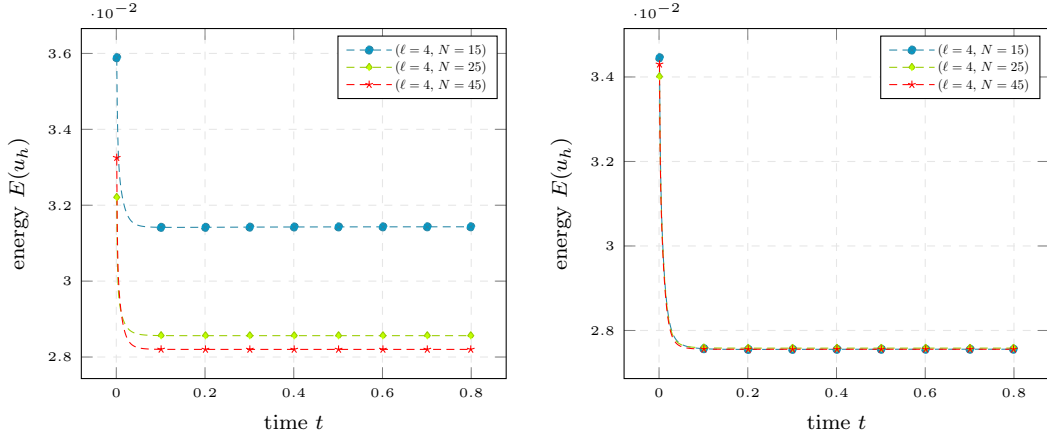 ·10⁻²
3.6
3.4
3.2
3
2.8
energy E(u_h)
0
0.2
0.4
0.6
0.8
time t
(ℓ = 4, N = 15)
(ℓ = 4, N = 25)
(ℓ = 4, N = 45)
·10⁻²
3.4
3.2
3
2.8
energy E(u_h)
0
0.2
0.4
0.6
0.8
time t
(ℓ = 4, N = 15)
(ℓ = 4, N = 25)
(ℓ = 4, N = 45)